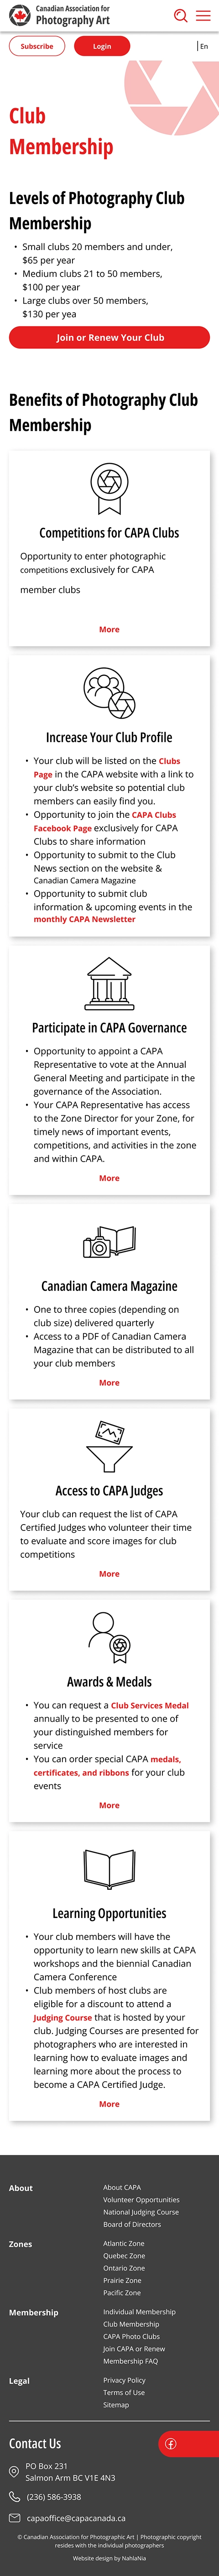 Canadian Association for
Photography Art
Subscribe
Login
En
Club
Membership
Levels of Photography Club
Membership
• Small clubs 20 members and under,
$65 per year
• Medium clubs 21 to 50 members,
$100 per year
• Large clubs over 50 members,
$130 per yea
Join or Renew Your Club
Benefits of Photography Club
Membership
Competitions for CAPA Clubs
Opportunity to enter photographic
competitions exclusively for CAPA
member clubs
More
Increase Your Club Profile
• Your club will be listed on the Clubs
Page in the CAPA website with a link to
your club's website so potential club
members can easily find you.
• Opportunity to join the CAPA Clubs
Facebook Page exclusively for CAPA
Clubs to share information
• Opportunity to submit to the Club
News section on the website &
Canadian Camera Magazine
• Opportunity to submit club
information & upcoming events in the
monthly CAPA Newsletter
Participate in CAPA Governance
• Opportunity to appoint a CAPA
Representative to vote at the Annual
General Meeting and participate in the
governance of the Association.
• Your CAPA Representative has access
to the Zone Director for your Zone, for
timely news of important events,
competitions, and activities in the zone
and within CAPA.
More
Canadian Camera Magazine
• One to three copies (depending on
club size) delivered quarterly
• Access to a PDF of Canadian Camera
Magazine that can be distributed to all
your club members
More
Access to CAPA Judges
Your club can request the list of CAPA
Certified Judges who volunteer their time
to evaluate and score images for club
competitions
More
Awards & Medals
• You can request a Club Services Medal
annually to be presented to one of
your distinguished members for
service
• You can order special CAPA medals,
certificates, and ribbons for your club
events
More
Learning Opportunities
• Your club members will have the
opportunity to learn new skills at CAPA
workshops and the biennial Canadian
Camera Conference
• Club members of host clubs are
eligible for a discount to attend a
Judging Course that is hosted by your
club. Judging Courses are presented for
photographers who are interested in
learning how to evaluate images and
learning more about the process to
become a CAPA Certified Judge.
More
About
About CAPA
Volunteer Opportunities
National Judging Course
Board of Directors
Zones
Atlantic Zone
Quebec Zone
Ontario Zone
Prairie Zone
Pacific Zone
Membership
Individual Membership
Club Membership
CAPA Photo Clubs
Join CAPA or Renew
Membership FAQ
Legal
Privacy Policy
Terms of Use
Sitemap
Contact Us
PO Box 231
Salmon Arm BC V1E 4N3
(236) 586-3938
capaoffice@capacanada.ca
© Canadian Association for Photographic Art | Photographic copyright
resides with the individual photographers
Website design by NahlaNia